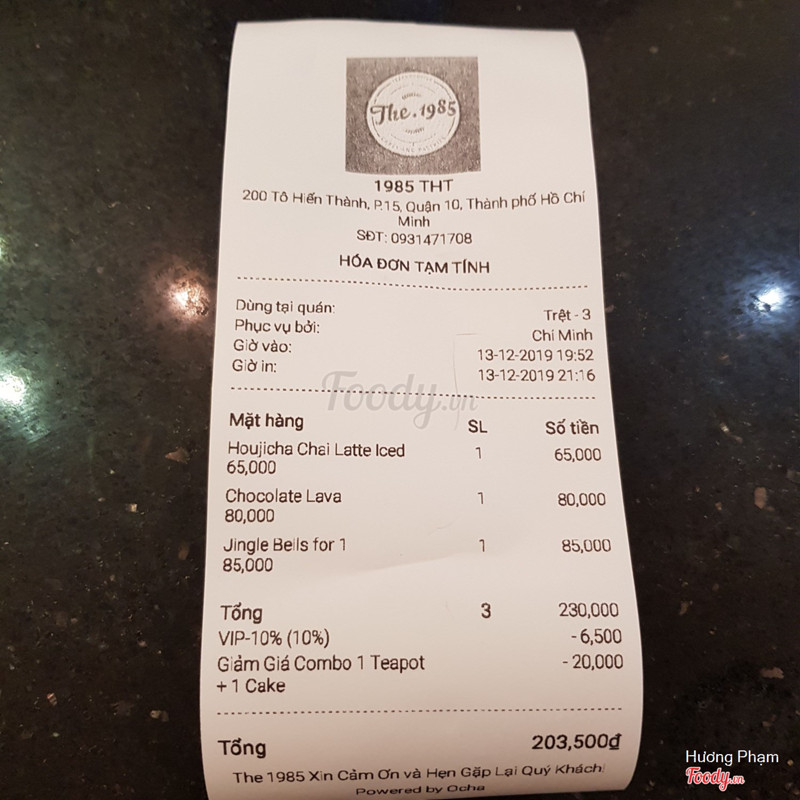 The.1985
1985 THT
200 Tô Hiến Thành, P.15, Quận 10, Thành phố Hồ Chí
Minh
SĐT: 0931471708
HÓA ĐƠN TẠM TÍNH
Dùng tại quán: Trệt - 3
Phục vụ bởi: Chí Minh
Giờ vào: 13-12-2019 19:52
Giờ in: 13-12-2019 21:16
Foody.vn
Mặt hàng SL Số tiền
Houjicha Chai Latte Iced 1 65,000
65,000
Chocolate Lava 1 80,000
80,000
Jingle Bells for 1 1 85,000
85,000
Tổng 3 230,000
VIP-10% (10%) - 6,500
Giảm Giá Combo 1 Teapot - 20,000
+ 1 Cake
Tổng 203,500₫
The 1985 Xin Cảm Ơn và Hẹn Gặp Lại Quý Khách!
Powered by Ocha
Hương Phạm
Foody.vn